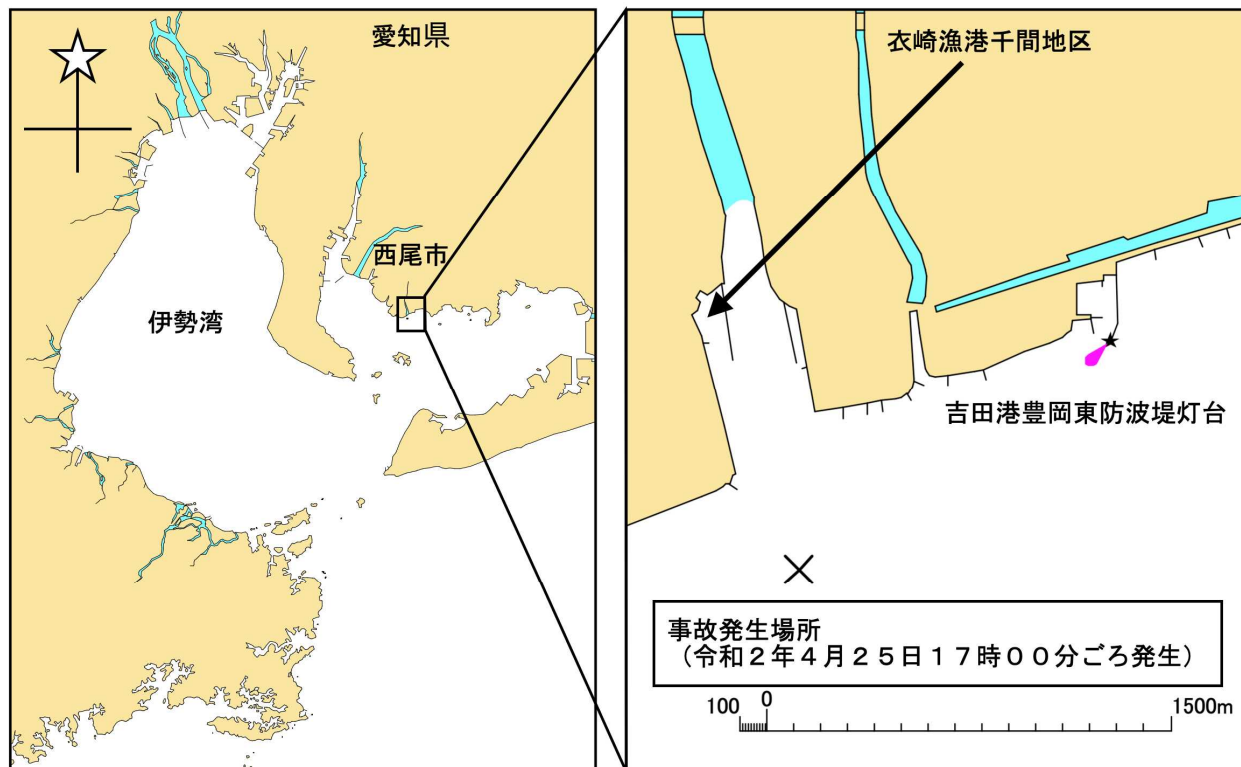 愛知県
西尾市
伊勢湾
衣崎漁港千間地区
吉田港豊岡東防波堤灯台
事故発生場所
（令和２年４月２５日１７時００分ごろ発生）
100 0 1500m